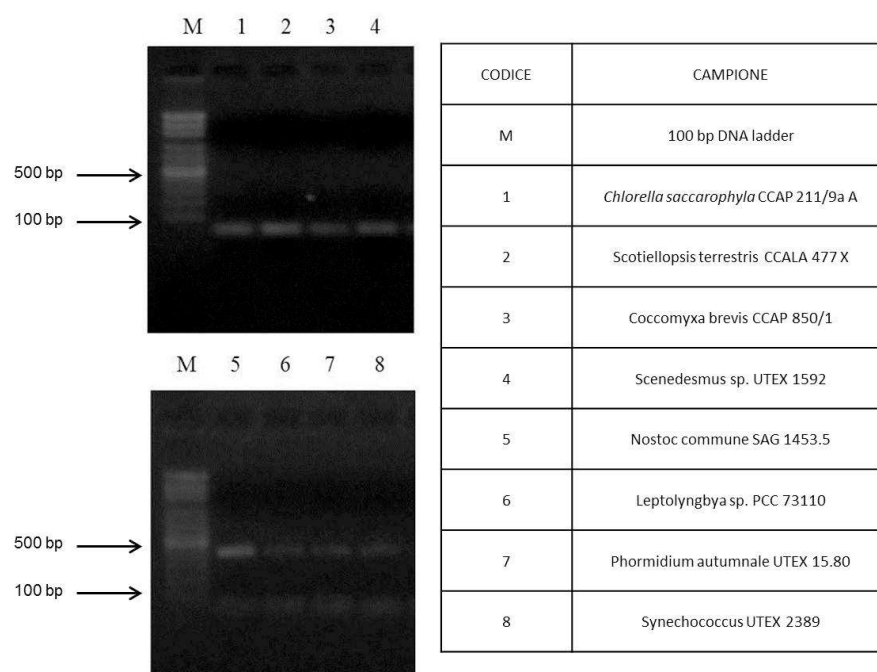 M 1 2 3 4
500 bp
100 bp
M 5 6 7 8
500 bp
100 bp
CODICE CAMPIONE
M 100 bp DNA ladder
1 Chlorella saccarophyla CCAP 211/9a A
2 Scotiellopsis terrestris CCALA 477 X
3 Coccomyxa brevis CCAP 850/1
4 Scenedesmus sp. UTEX 1592
5 Nostoc commune SAG 1453.5
6 Leptolyngbya sp. PCC 73110
7 Phormidium autumnale UTEX 15.80
8 Synechococcus UTEX 2389